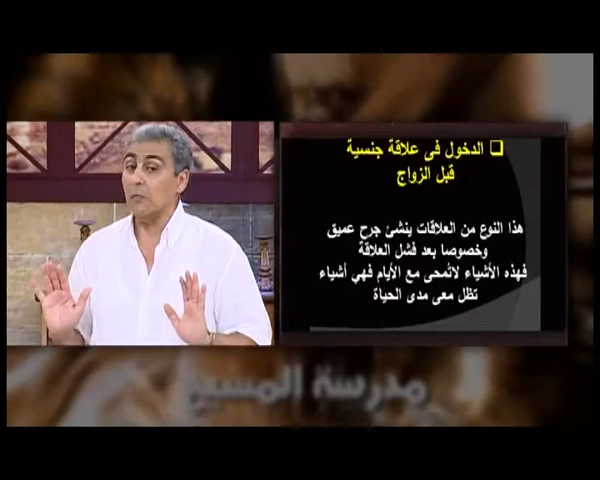 ❑ الدخول فى علاقة جنسية
قبل الزواج
هذا النوع من العلاقات ينشئ جرح عميق
وخصوصا بعد فشل العلاقة
فهذه الأشياء لاتمحى مع الأيام فهي أشياء
تظل معى مدى الحياة
مدرسة المسيح